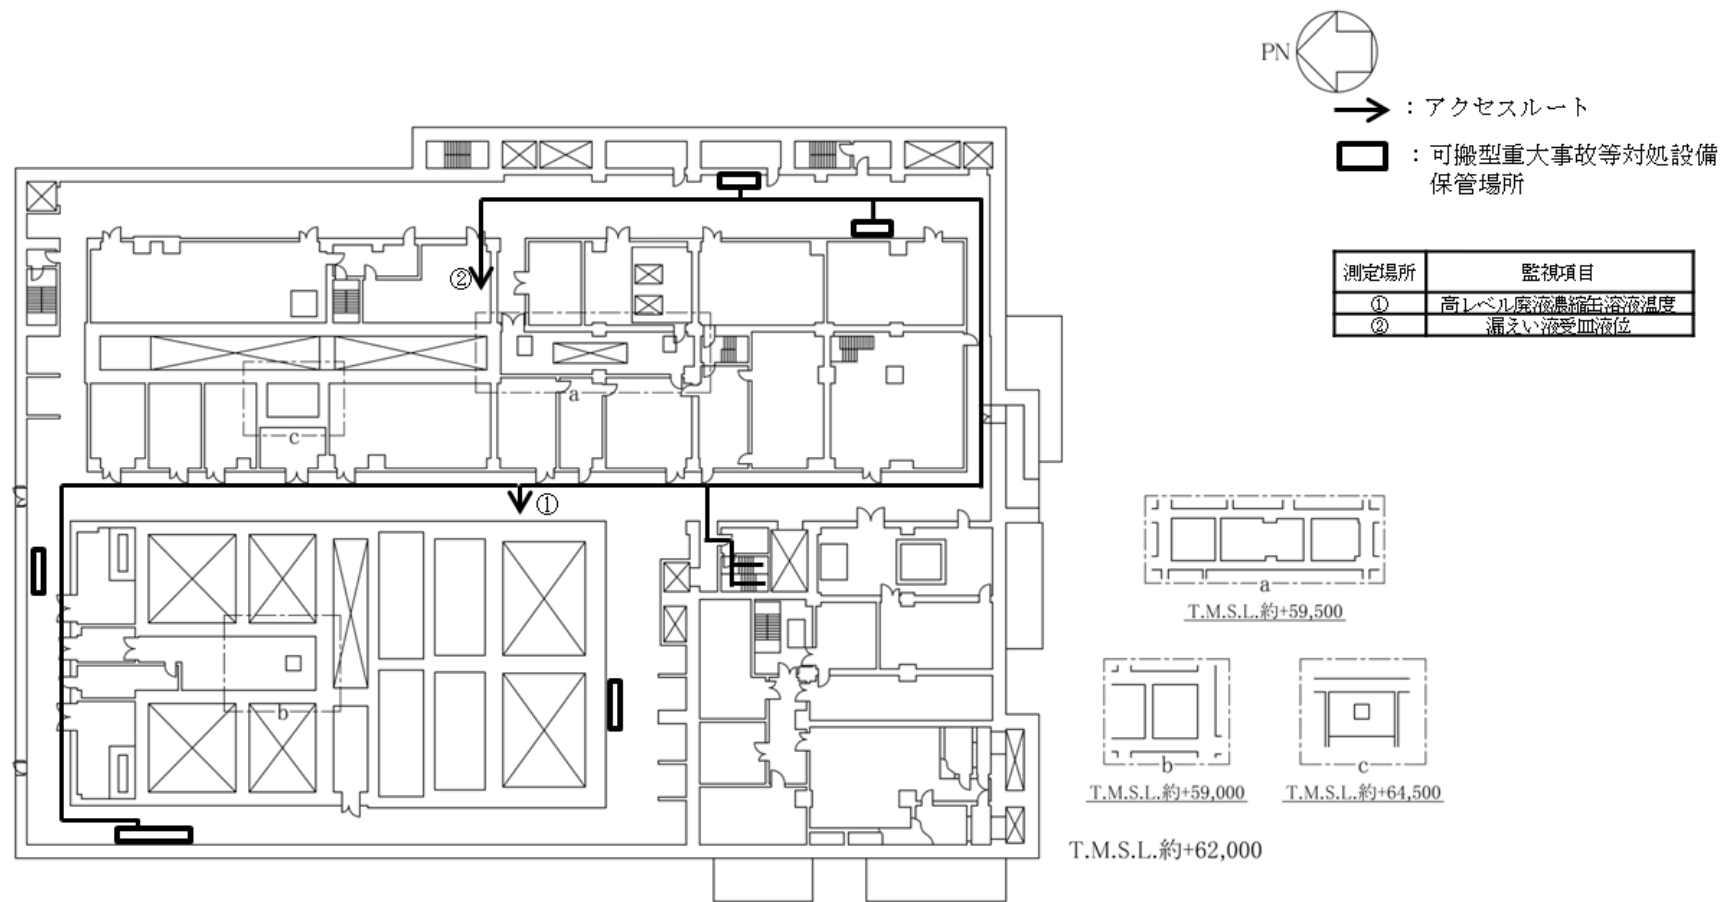 PN
：アクセスルート
：可搬型重大事故等対処設備
保管場所
測定場所 監視項目
① 高レベル廃液濃縮缶溶液温度
② 漏えい液受皿液位
②
a
c
①
b
a
T.M.S.L.約+59,500
b
T.M.S.L.約+59,000
c
T.M.S.L.約+64,500
T.M.S.L.約+62,000